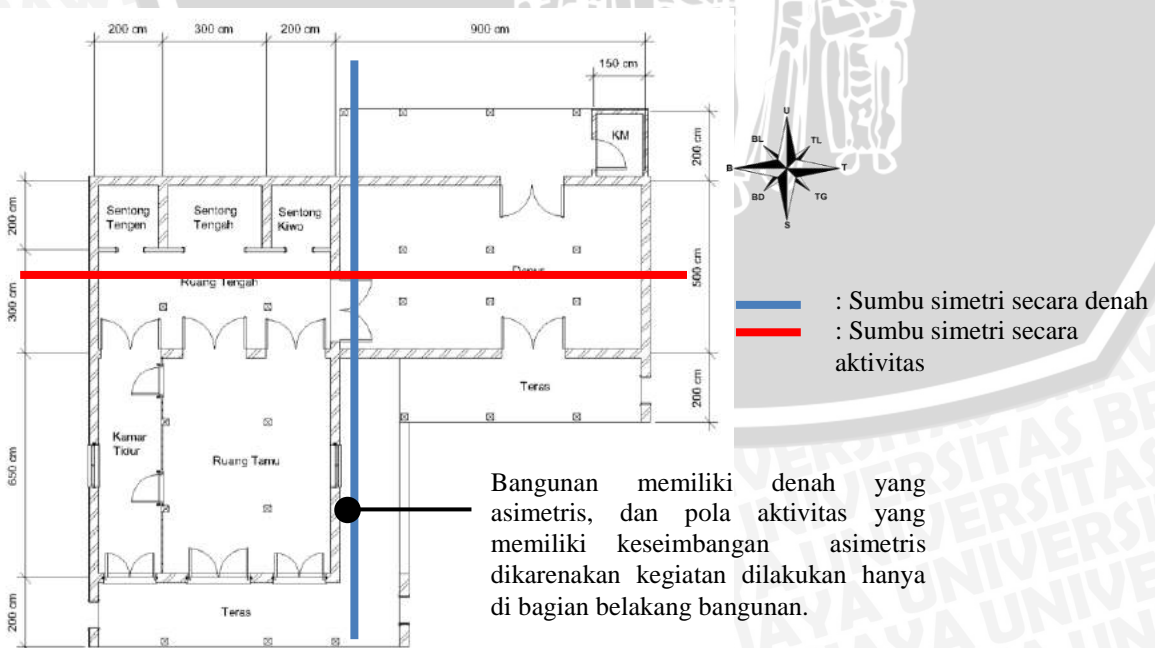 200 cm 300 cm 200 cm 900 cm
150 cm
KM
200 cm
U
BL TL
B T
BD TG
S
200 cm
Sentong Tengen
Sentong Tengah
Sentong Kiwo
500 cm
300 cm
Ruang Tengah
: Sumbu simetri secara denah
: Sumbu simetri secara
aktivitas
Teras
200 cm
650 cm
Kamar Tidur
Ruang Tamu
Bangunan memiliki denah yang
asimetris, dan pola aktivitas yang
memiliki keseimbangan asimetris
dikarenakan kegiatan dilakukan hanya
di bagian belakang bangunan.
200 cm
Teras